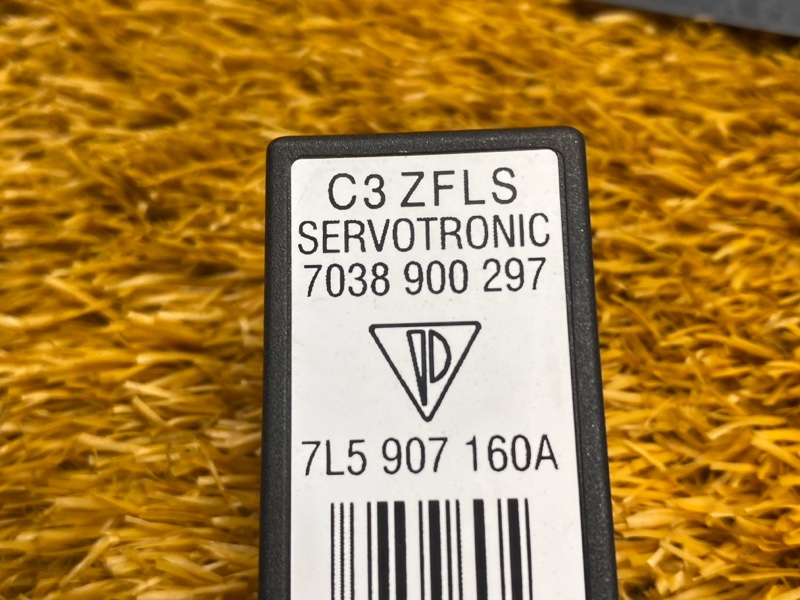 C3 ZFLS
SERVOTRONIC
7038 900 297
7L5 907 160A